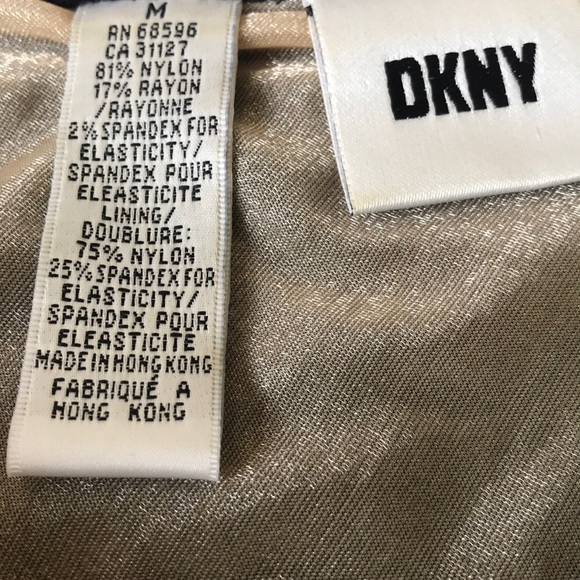 M
RN 68596
CA 31127
81% NYLON
17% RAYON
/RAYONNE
2% SPANDEX FOR
ELASTICITY/
SPANDEX POUR
ELEASTICITE
LINING/
DOUBLURE:
75% NYLON
25% SPANDEX FOR
ELASTICITY/
SPANDEX POUR
ELEASTICITE
MADE IN HONG KONG
FABRIQUÉ A
HONG KONG
DKNY